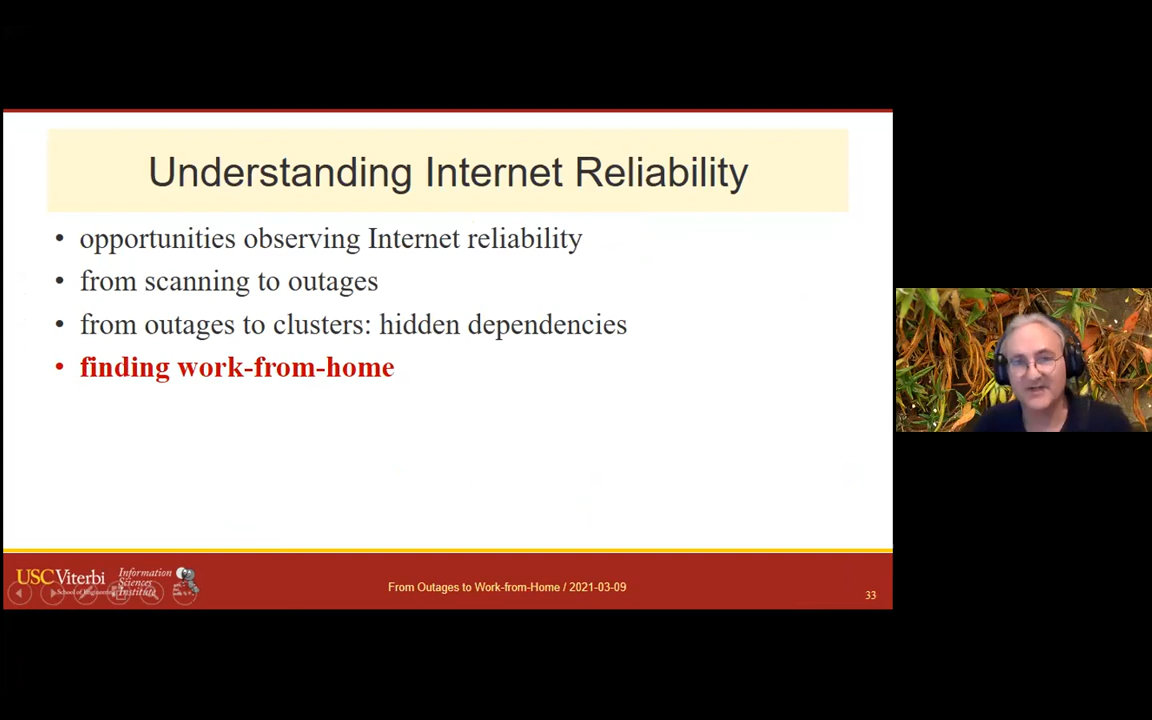 Understanding Internet Reliability
• opportunities observing Internet reliability
• from scanning to outages
• from outages to clusters: hidden dependencies
• finding work-from-home
USC Viterbi
School of Engineering
Information
Sciences
Institute
From Outages to Work-from-Home / 2021-03-09
33